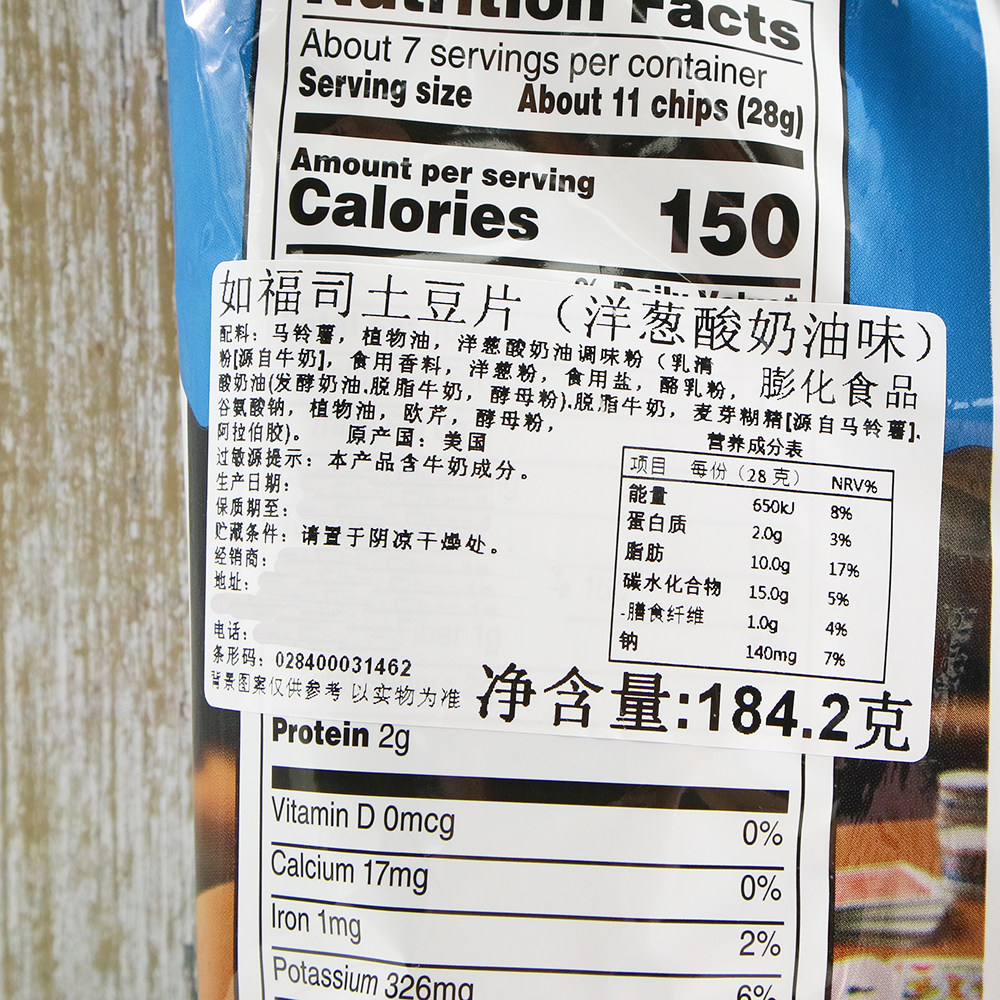 Nutrition Facts
About 7 servings per container
Serving size About 11 chips (28g)
Amount per serving
Calories 150
% Daily Value*
如福司土豆片（洋葱酸奶油味）
配料：马铃薯，植物油，洋葱酸奶油调味粉（乳清
粉[源自牛奶]，食用香料，洋葱粉，食用盐，酪乳粉，
膨化食品
酸奶油(发酵奶油.脱脂牛奶，酵母粉).脱脂牛奶，麦芽糊精[源自马铃薯].
谷氨酸钠，植物油，欧芹，酵母粉，
阿拉伯胶)。 原产国：美国
过敏源提示：本产品含牛奶成分。
生产日期：
保质期至：
贮藏条件：请置于阴凉干燥处。
经销商：
地址：
电话：
条形码：028400031462
背景图案仅供参考 以实物为准
营养成分表
项目 每份（28克） NRV%
能量 650kJ 8%
蛋白质 2.0g 3%
脂肪 10.0g 17%
碳水化合物 15.0g 5%
-膳食纤维 1.0g 4%
钠 140mg 7%
净含量:184.2克
Protein 2g
Vitamin D 0mcg 0%
Calcium 17mg 0%
Iron 1mg 2%
Potassium 326mg 6%